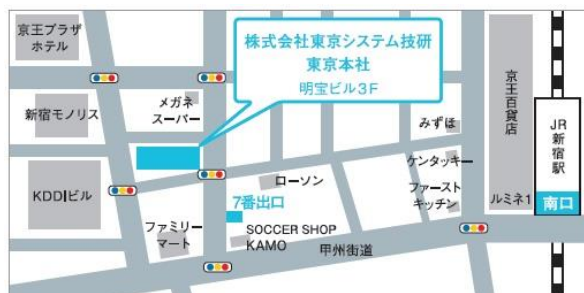 京王プラザ
ホテル
株式会社東京システム技研
東京本社
明宝ビル3F
メガネ
スーパー
新宿モノリス
みずほ
京王百貨店
JR新宿駅
KDDIビル
ケンタッキー
ローソン
ファースト
キッチン
ルミネ1
南口
7番出口
ファミリー
マート
SOCCER SHOP
KAMO
甲州街道